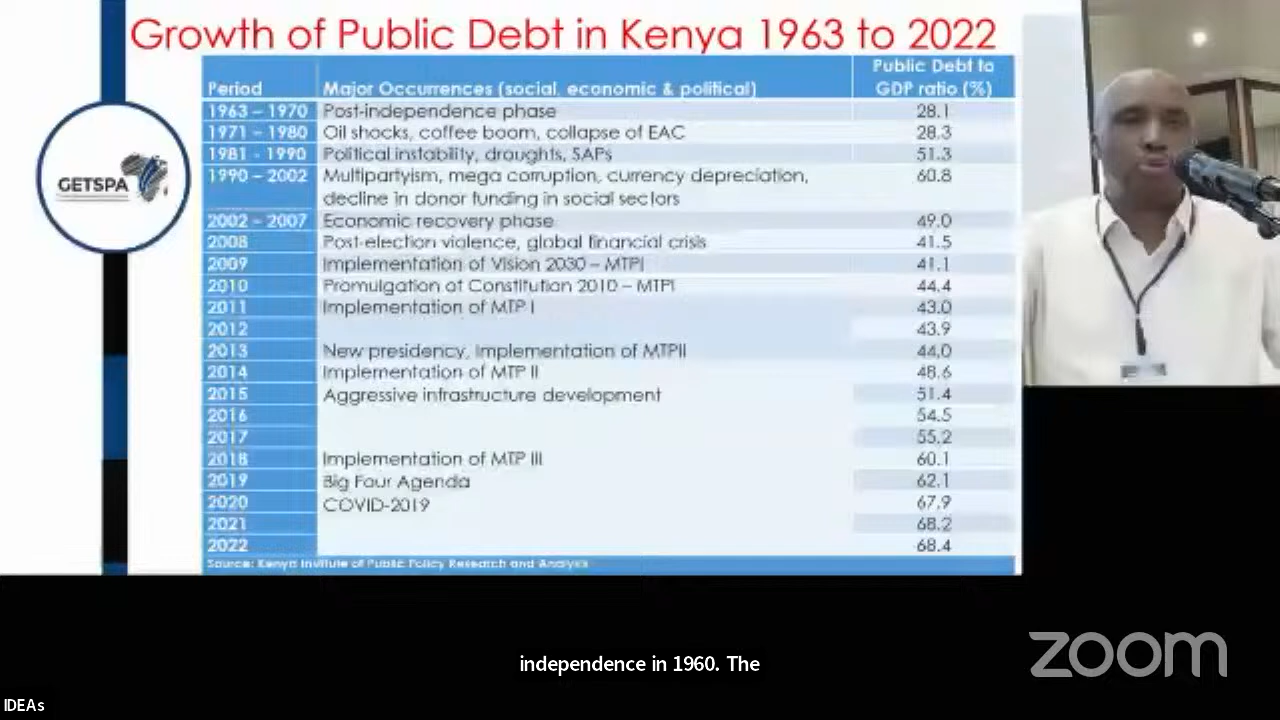 Growth of Public Debt in Kenya 1963 to 2022
Period Major Occurrences (social, economic & political) Public Debt to GDP ratio (%)
1963 – 1970 Post-independence phase 28.1
1971 – 1980 Oil shocks, coffee boom, collapse of EAC 28.3
1981 - 1990 Political instability, droughts, SAPs 51.3
1990 – 2002 Multipartyism, mega corruption, currency depreciation, 60.8
decline in donor funding in social sectors
2002 – 2007 Economic recovery phase 49.0
2008 Post-election violence, global financial crisis 41.5
2009 Implementation of Vision 2030 – MTPI 41.1
2010 Promulgation of Constitution 2010 – MTPI 44.4
2011 Implementation of MTP I 43.0
2012 43.9
2013 New presidency, Implementation of MTPII 44.0
2014 Implementation of MTP II 48.6
2015 Aggressive infrastructure development 51.4
2016 54.5
2017 55.2
2018 Implementation of MTP III 60.1
2019 Big Four Agenda 62.1
2020 COVID-2019 67.9
2021 68.2
2022 68.4
Source: Kenya Institute of Public Policy Research and Analysis
GETSPA
independence in 1960. The
zoom
IDEAs